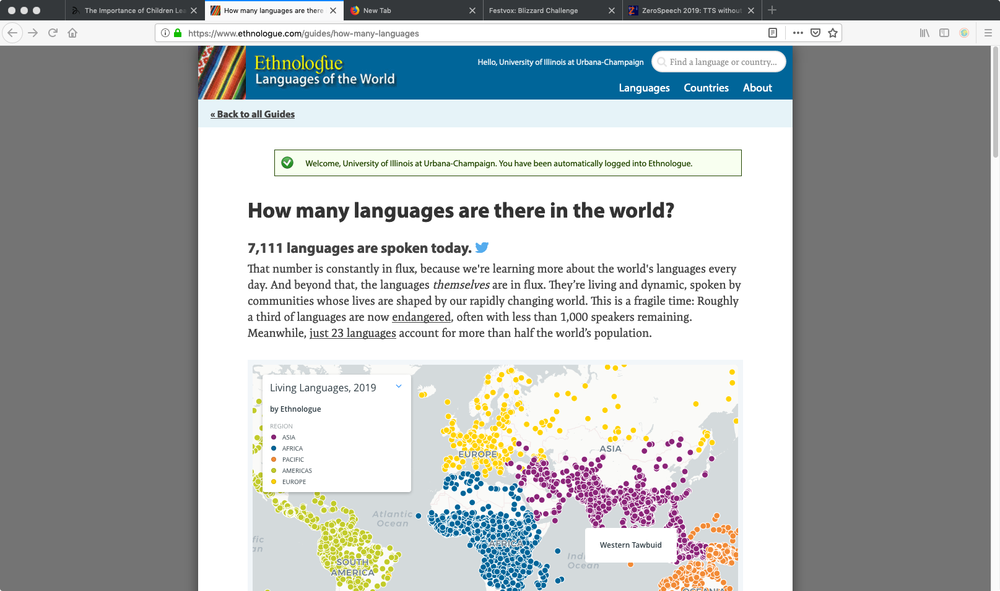 The Importance of Children Lea
How many languages are there
New Tab
Festvox: Blizzard Challenge
ZeroSpeech 2019: TTS without
https://www.ethnologue.com/guides/how-many-languages
Ethnologue
Languages of the World
Hello, University of Illinois at Urbana-Champaign
Find a language or country...
Languages Countries About
« Back to all Guides
Welcome, University of Illinois at Urbana-Champaign. You have been automatically logged into Ethnologue.
How many languages are there in the world?
7,111 languages are spoken today.
That number is constantly in flux, because we're learning more about the world's languages every
day. And beyond that, the languages themselves are in flux. They’re living and dynamic, spoken by
communities whose lives are shaped by our rapidly changing world. This is a fragile time: Roughly
a third of languages are now endangered, often with less than 1,000 speakers remaining.
Meanwhile, just 23 languages account for more than half the world’s population.
Living Languages, 2019
by Ethnologue
REGION
ASIA
AFRICA
PACIFIC
AMERICAS
EUROPE
EUROPE
ASIA
Atlantic
Ocean
fic
an
AFRICA
Western Tawbuid
Indi
Ocean
SOUTH
AMERICA
OCEANIA